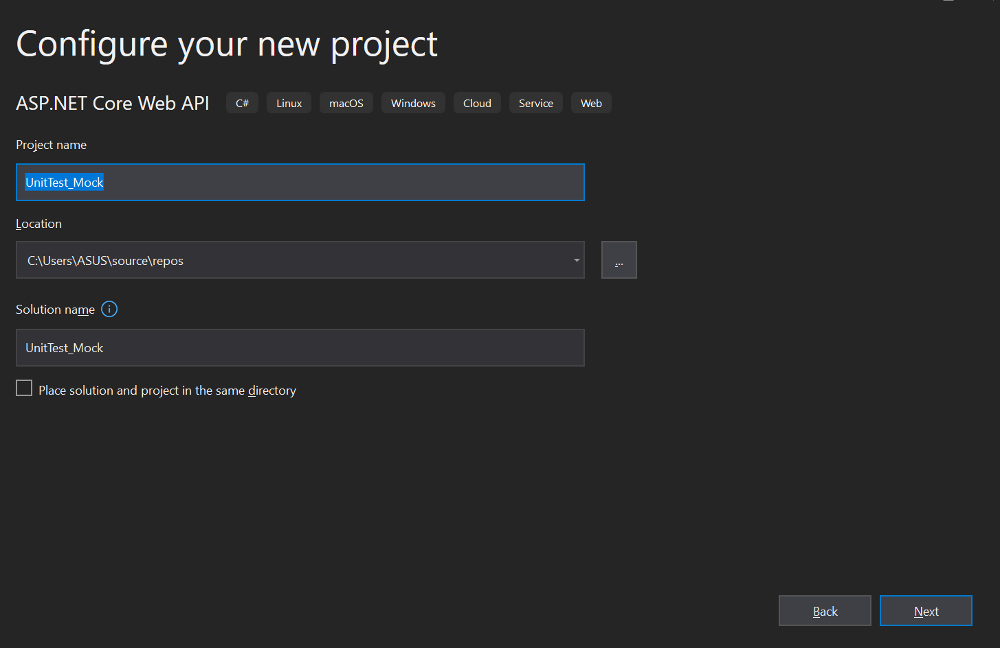 Configure your new project
ASP.NET Core Web API C# Linux macOS Windows Cloud Service Web
Project name
UnitTest_Mock
Location
C:\Users\ASUS\source\repos
...
Solution name
UnitTest_Mock
Place solution and project in the same directory
Back Next